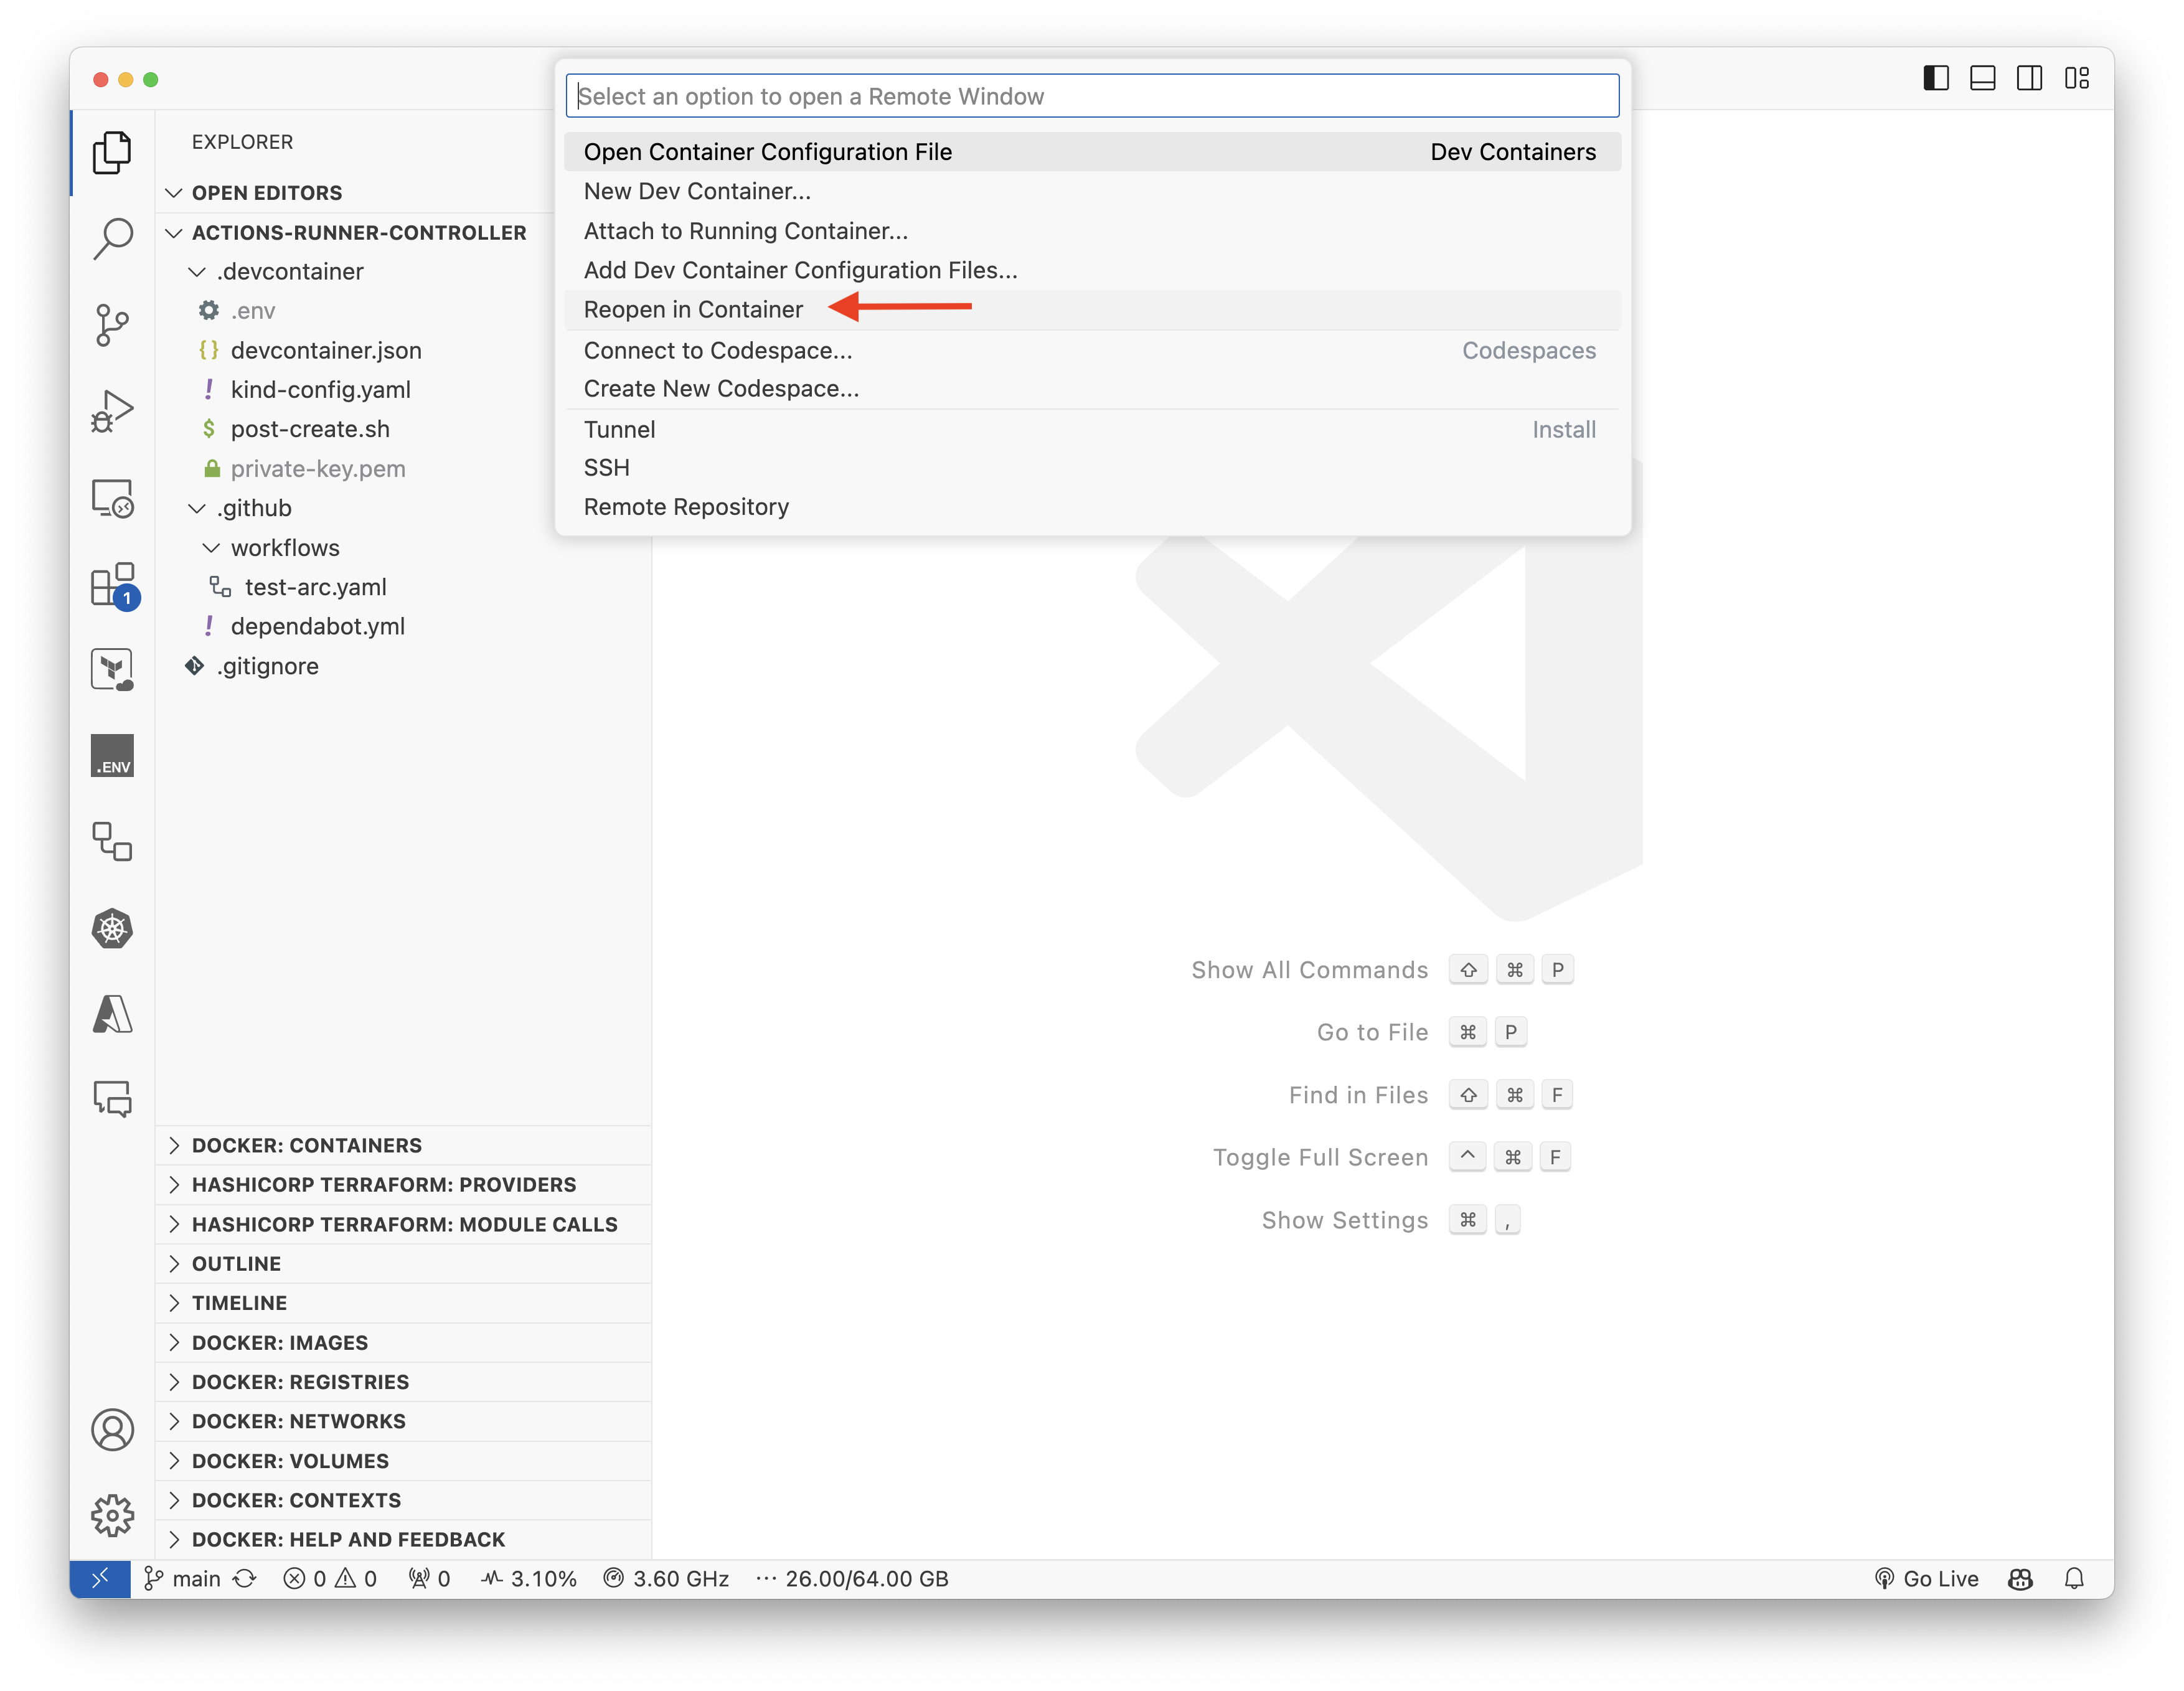 Select an option to open a Remote Window
Open Container Configuration File Dev Containers
New Dev Container...
Attach to Running Container...
Add Dev Container Configuration Files...
Reopen in Container
Connect to Codespace... Codespaces
Create New Codespace...
Tunnel Install
SSH
Remote Repository
EXPLORER
OPEN EDITORS
ACTIONS-RUNNER-CONTROLLER
.devcontainer
.env
{} devcontainer.json
! kind-config.yaml
$ post-create.sh
private-key.pem
.github
workflows
test-arc.yaml
! dependabot.yml
.gitignore
1
.ENV
DOCKER: CONTAINERS
HASHICORP TERRAFORM: PROVIDERS
HASHICORP TERRAFORM: MODULE CALLS
OUTLINE
TIMELINE
DOCKER: IMAGES
DOCKER: REGISTRIES
DOCKER: NETWORKS
DOCKER: VOLUMES
DOCKER: CONTEXTS
DOCKER: HELP AND FEEDBACK
Show All Commands ⇧ ⌘ P
Go to File ⌘ P
Find in Files ⇧ ⌘ F
Toggle Full Screen ^ ⌘ F
Show Settings ⌘ ,
main 0 0 0 3.10% 3.60 GHz ··· 26.00/64.00 GB Go Live